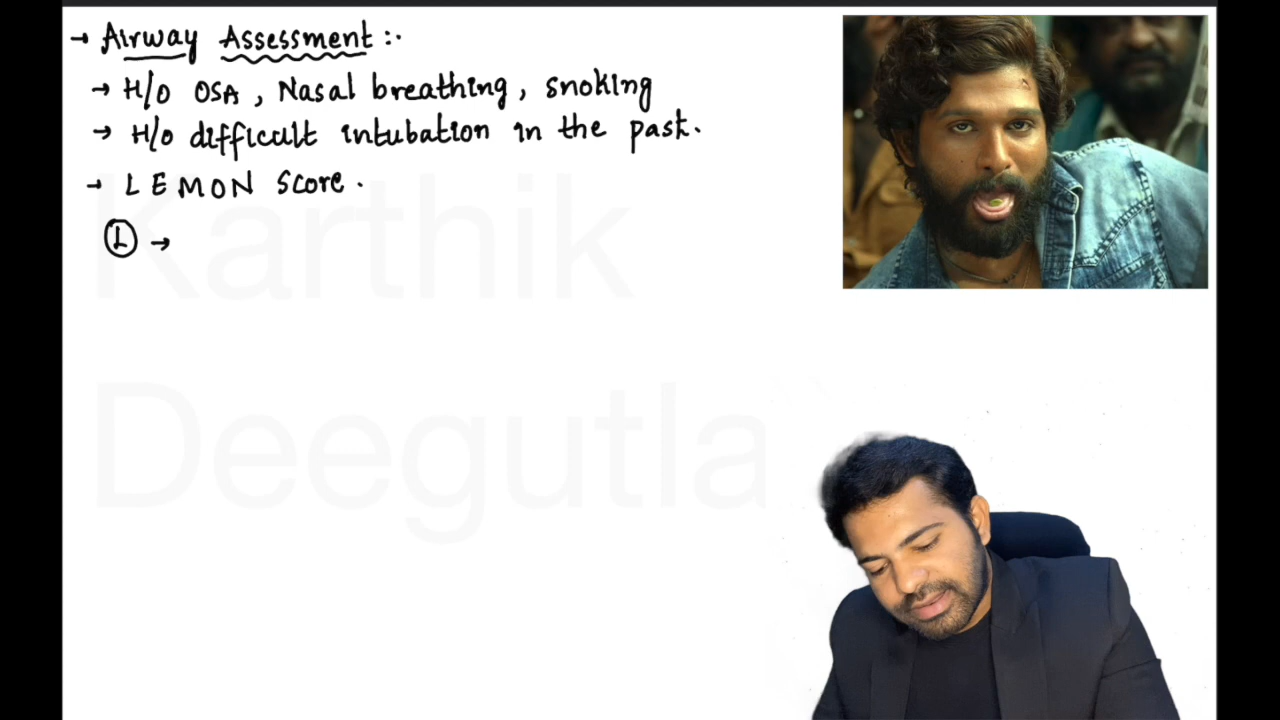 → Airway Assessment :-
→ H/O OSA, Nasal breathing, snoking
→ H/O difficult intubation in the past.
→ LEMON Score.
Ⓛ →
Karthik
Deegutla